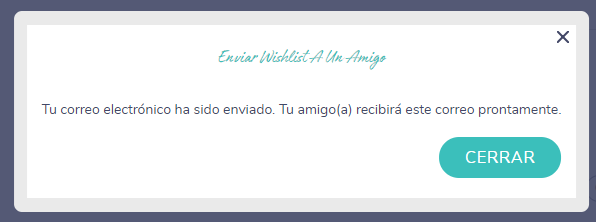 Enviar Wishlist A Un Amigo
Tu correo electrónico ha sido enviado. Tu amigo(a) recibirá este correo prontamente.
CERRAR